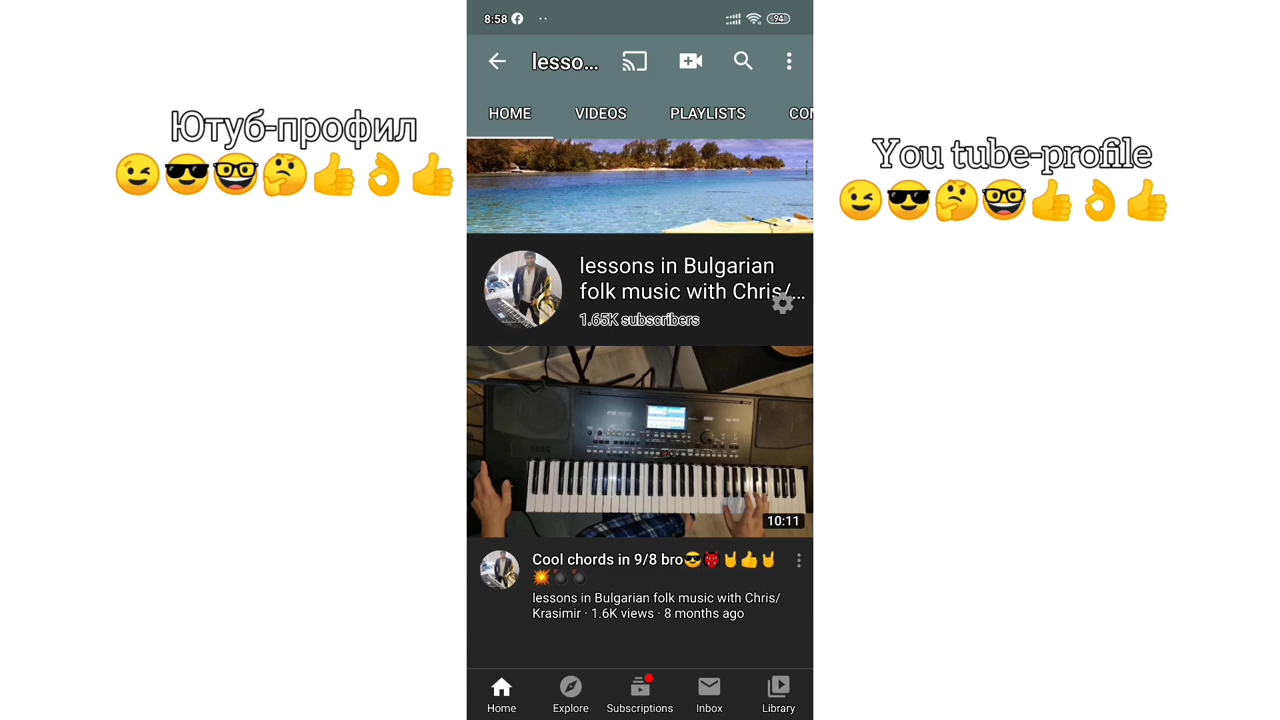 8:58
94
lesso...
HOME VIDEOS PLAYLISTS CON
Ютуб-профил
😉😎🤓🤔👍👌👍
You tube-profile
😉😎🤔🤓👍👌👍
lessons in Bulgarian
folk music with Chris/...
1.65K subscribers
10:11
Cool chords in 9/8 bro😎👹🤘👍🤘
💥💣💣
lessons in Bulgarian folk music with Chris/
Krasimir · 1.6K views · 8 months ago
Home Explore Subscriptions Inbox Library